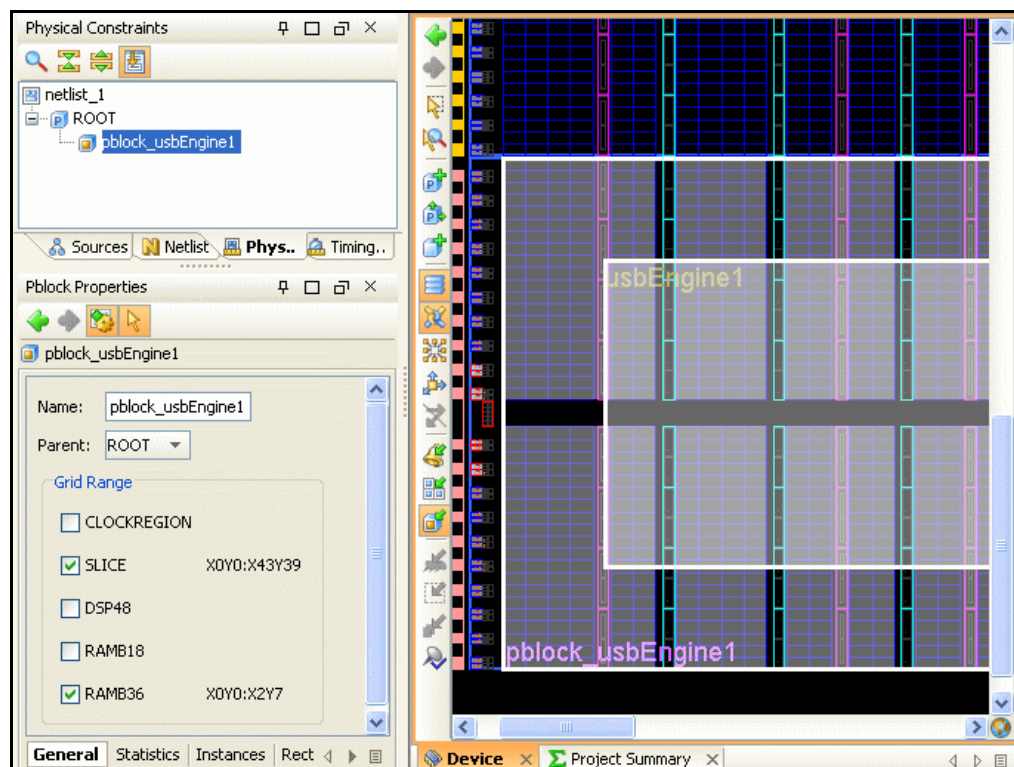 Physical Constraints
netlist_1
ROOT
pblock_usbEngine1
Sources Netlist Phys.. Timing..
Pblock Properties
pblock_usbEngine1
Name: pblock_usbEngine1
Parent: ROOT
Grid Range
CLOCKREGION
SLICE X0Y0:X43Y39
DSP48
RAMB18
RAMB36 X0Y0:X2Y7
General Statistics Instances Rect
usbEngine1
pblock_usbEngine1
Device Project Summary